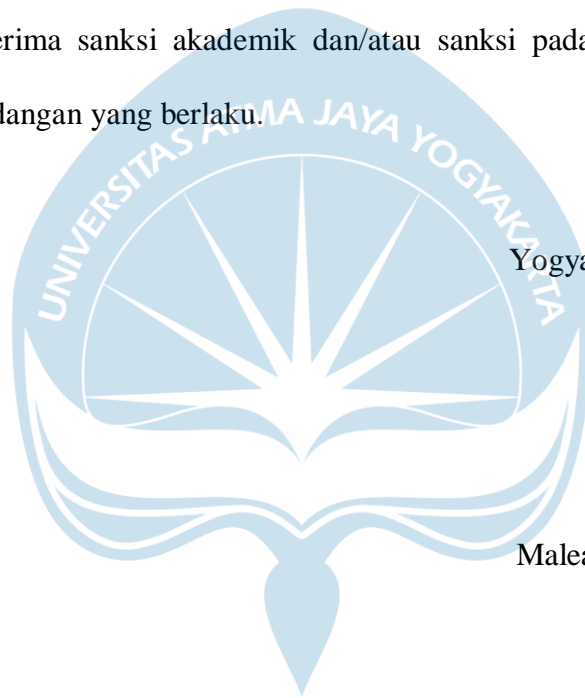 erima sanksi akademik dan/atau sanksi pada
dangan yang berlaku.
UNIVERSITAS ATMA JAYA YOGYAKARTA
Yogya
Malea